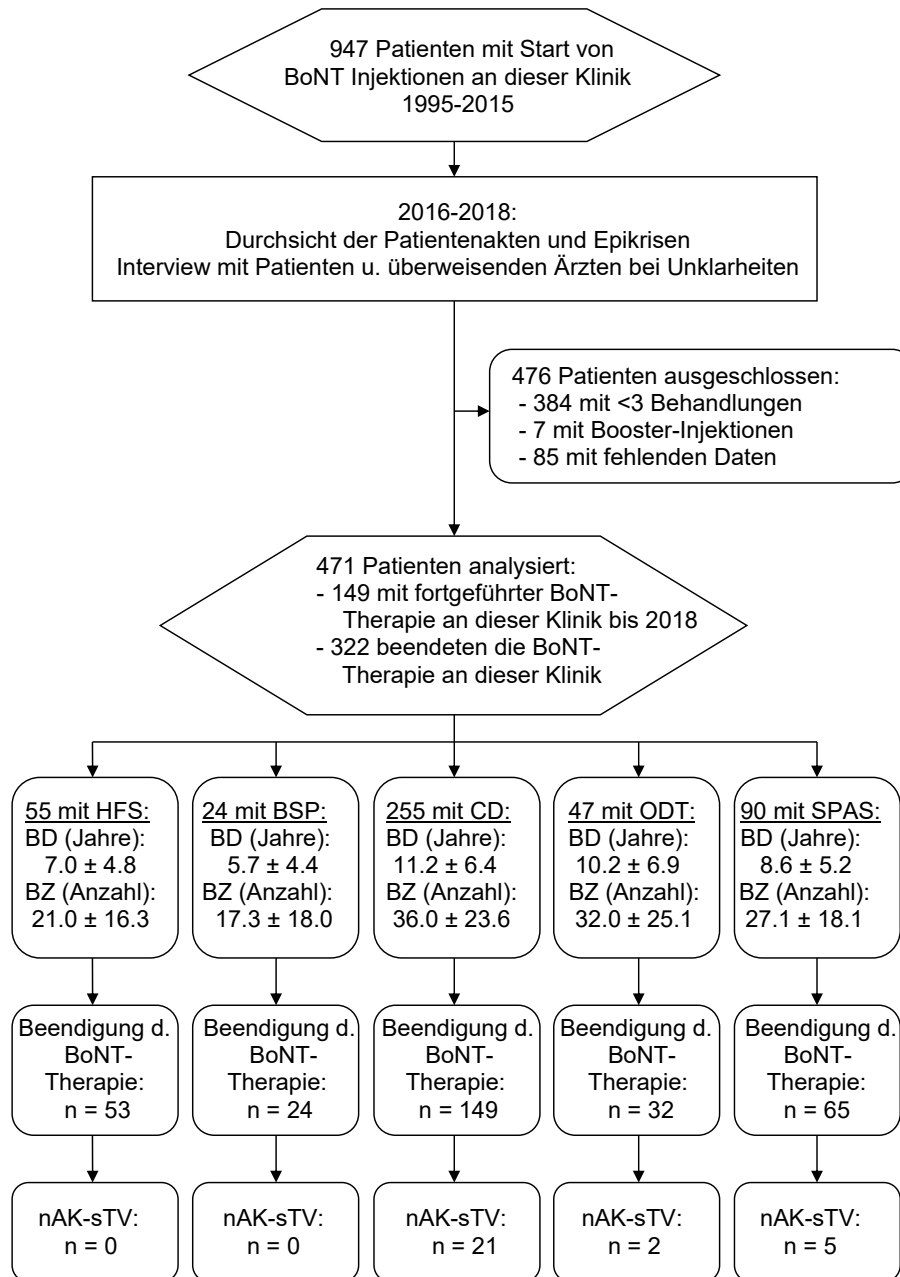 947 Patienten mit Start von
BoNT Injektionen an dieser Klinik
1995-2015
2016-2018:
Durchsicht der Patientenakten und Epikrisen
Interview mit Patienten u. überweisenden Ärzten bei Unklarheiten
476 Patienten ausgeschlossen:
- 384 mit <3 Behandlungen
- 7 mit Booster-Injektionen
- 85 mit fehlenden Daten
471 Patienten analysiert:
- 149 mit fortgeführter BoNT-
Therapie an dieser Klinik bis 2018
- 322 beendeten die BoNT-
Therapie an dieser Klinik
55 mit HFS:
BD (Jahre):
7.0 ± 4.8
BZ (Anzahl):
21.0 ± 16.3
24 mit BSP:
BD (Jahre):
5.7 ± 4.4
BZ (Anzahl):
17.3 ± 18.0
255 mit CD:
BD (Jahre):
11.2 ± 6.4
BZ (Anzahl):
36.0 ± 23.6
47 mit ODT:
BD (Jahre):
10.2 ± 6.9
BZ (Anzahl):
32.0 ± 25.1
90 mit SPAS:
BD (Jahre):
8.6 ± 5.2
BZ (Anzahl):
27.1 ± 18.1
Beendigung d.
BoNT-
Therapie:
n = 53
Beendigung d.
BoNT-
Therapie:
n = 24
Beendigung d.
BoNT-
Therapie:
n = 149
Beendigung d.
BoNT-
Therapie:
n = 32
Beendigung d.
BoNT-
Therapie:
n = 65
nAK-sTV:
n = 0
nAK-sTV:
n = 0
nAK-sTV:
n = 21
nAK-sTV:
n = 2
nAK-sTV:
n = 5